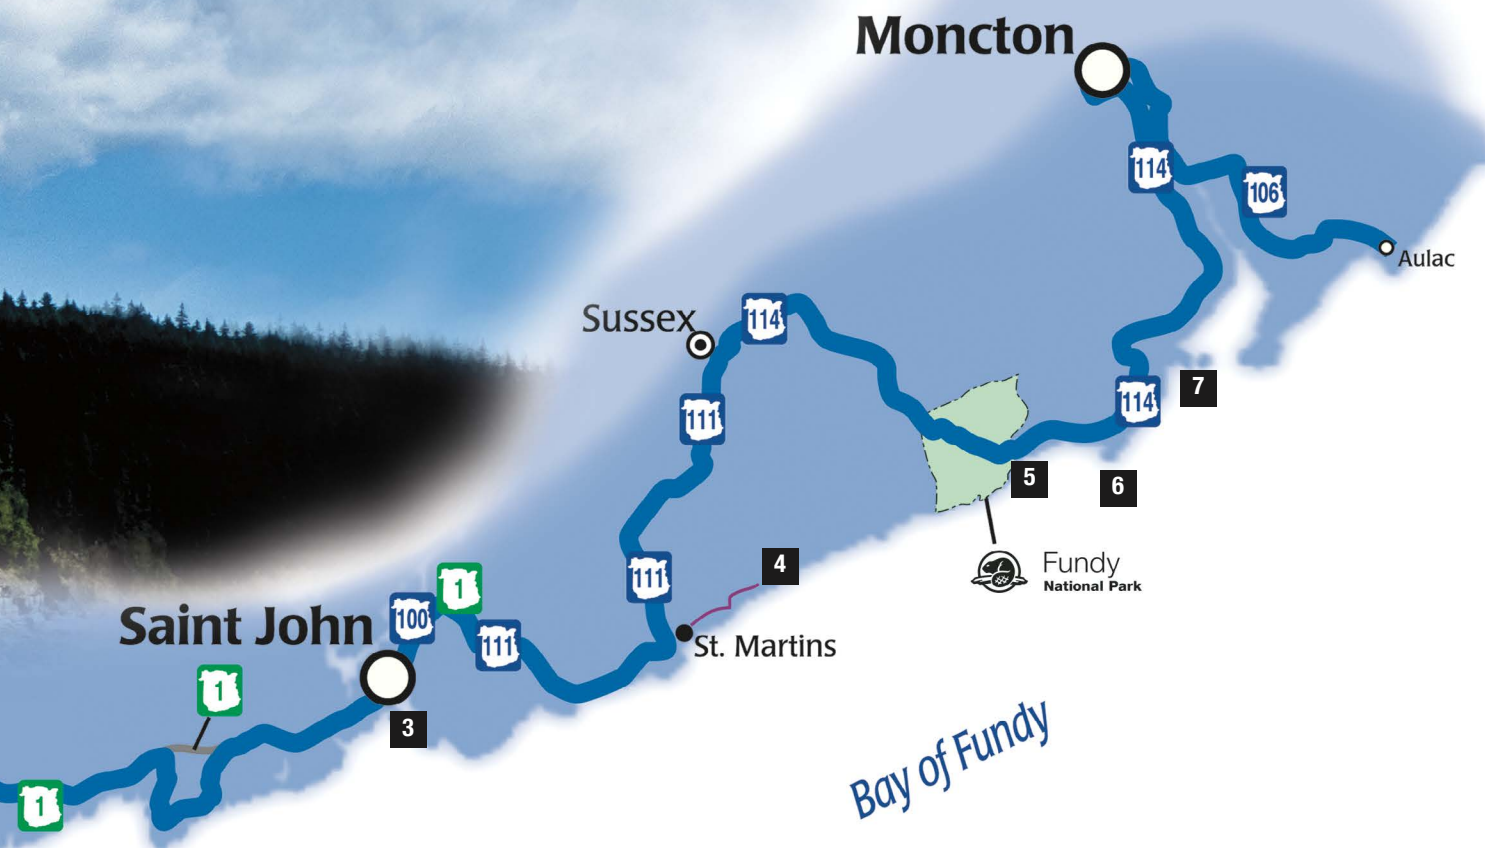 Moncton
114
106
Aulac
Sussex
114
111
114
7
5
6
Fundy
National Park
4
111
1
100
111
Saint John
St. Martins
1
3
Bay of Fundy
1